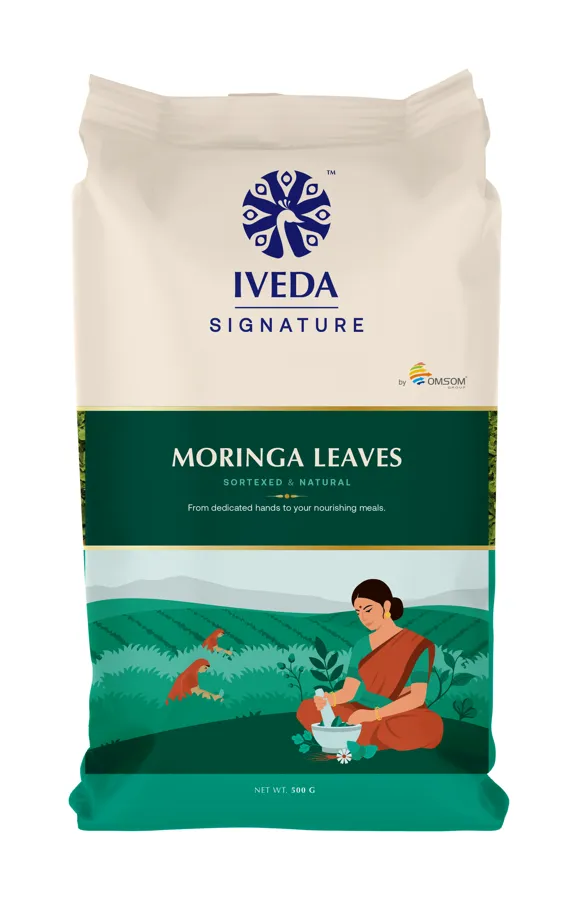 ™
IVEDA
SIGNATURE
by OMSOM®
GROUP
MORINGA LEAVES
SORTEXED & NATURAL
From dedicated hands to your nourishing meals.
NET WT. 500 G